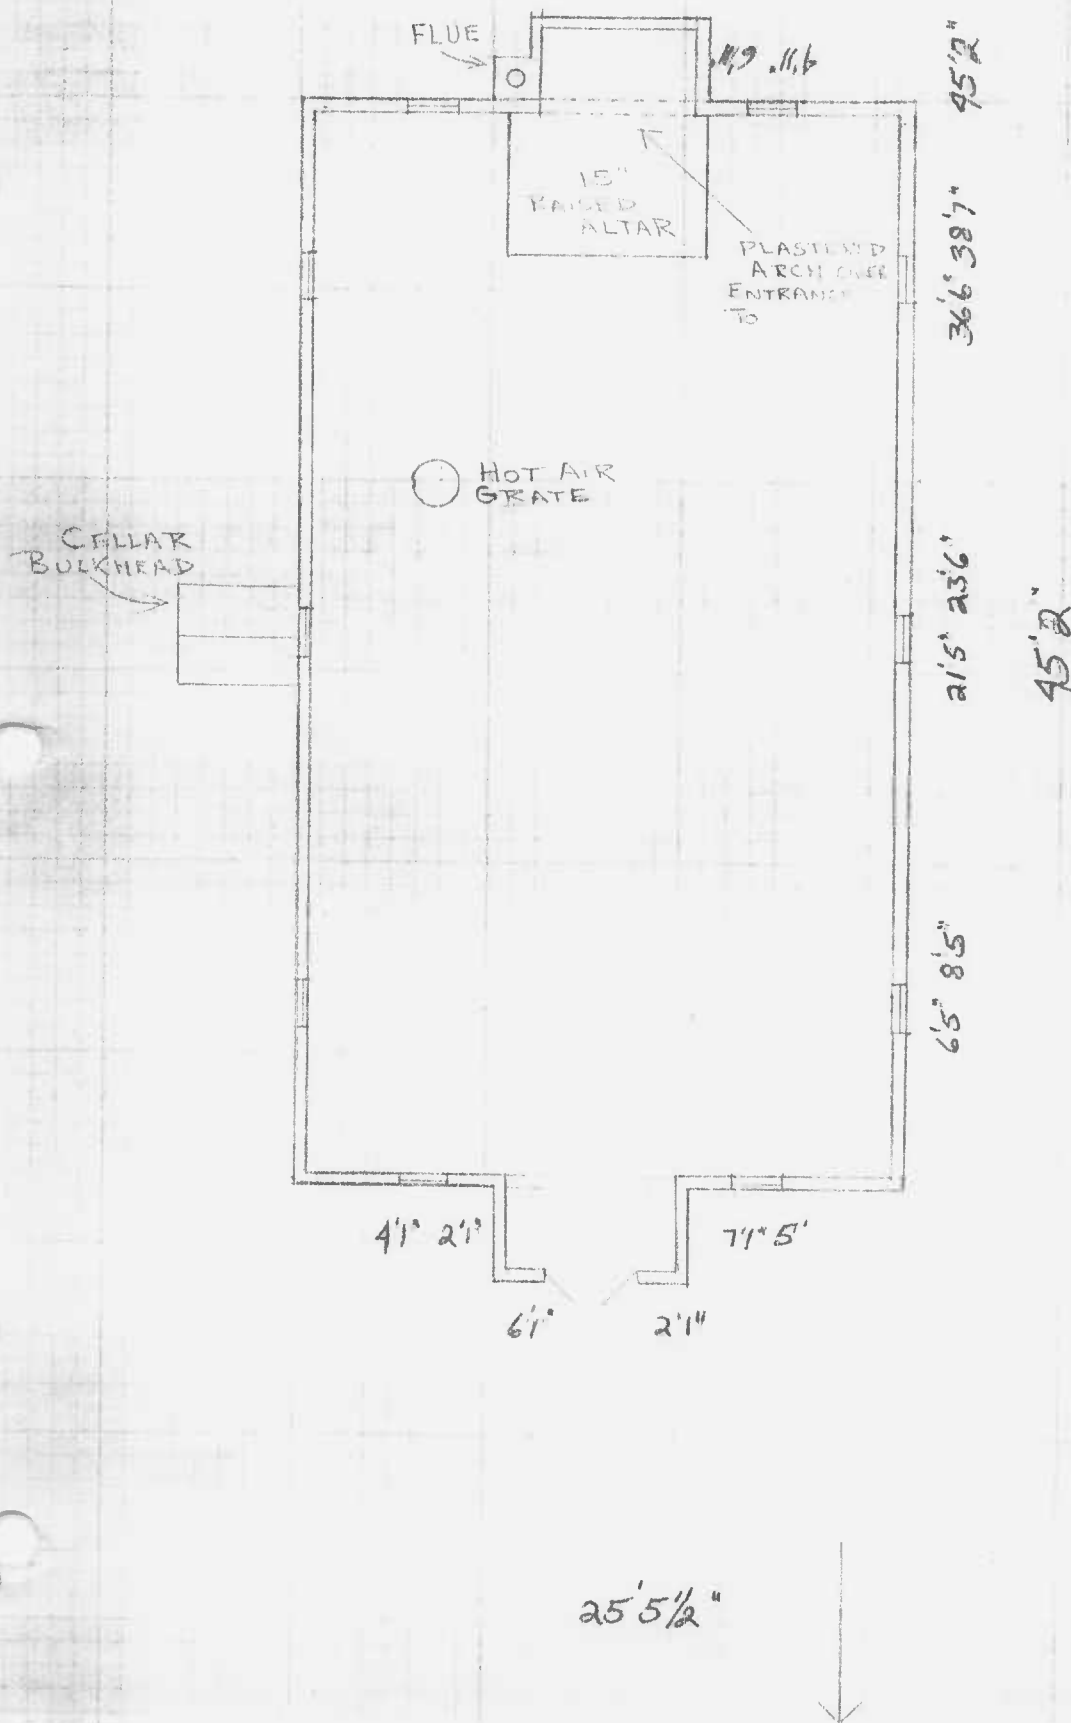 FLUE
45'2"
15"
RAISED
ALTAR
PLASTERED
ARCH OVER
ENTRANCE
TO
36'6" 38'7"
HOT AIR
GRATE
CELLAR
BULKHEAD
21'5" 23'6"
45'2"
6'5" 8'5"
4'1" 2'1"
7'1" 5'
6'1"
2'1"
25'5½"